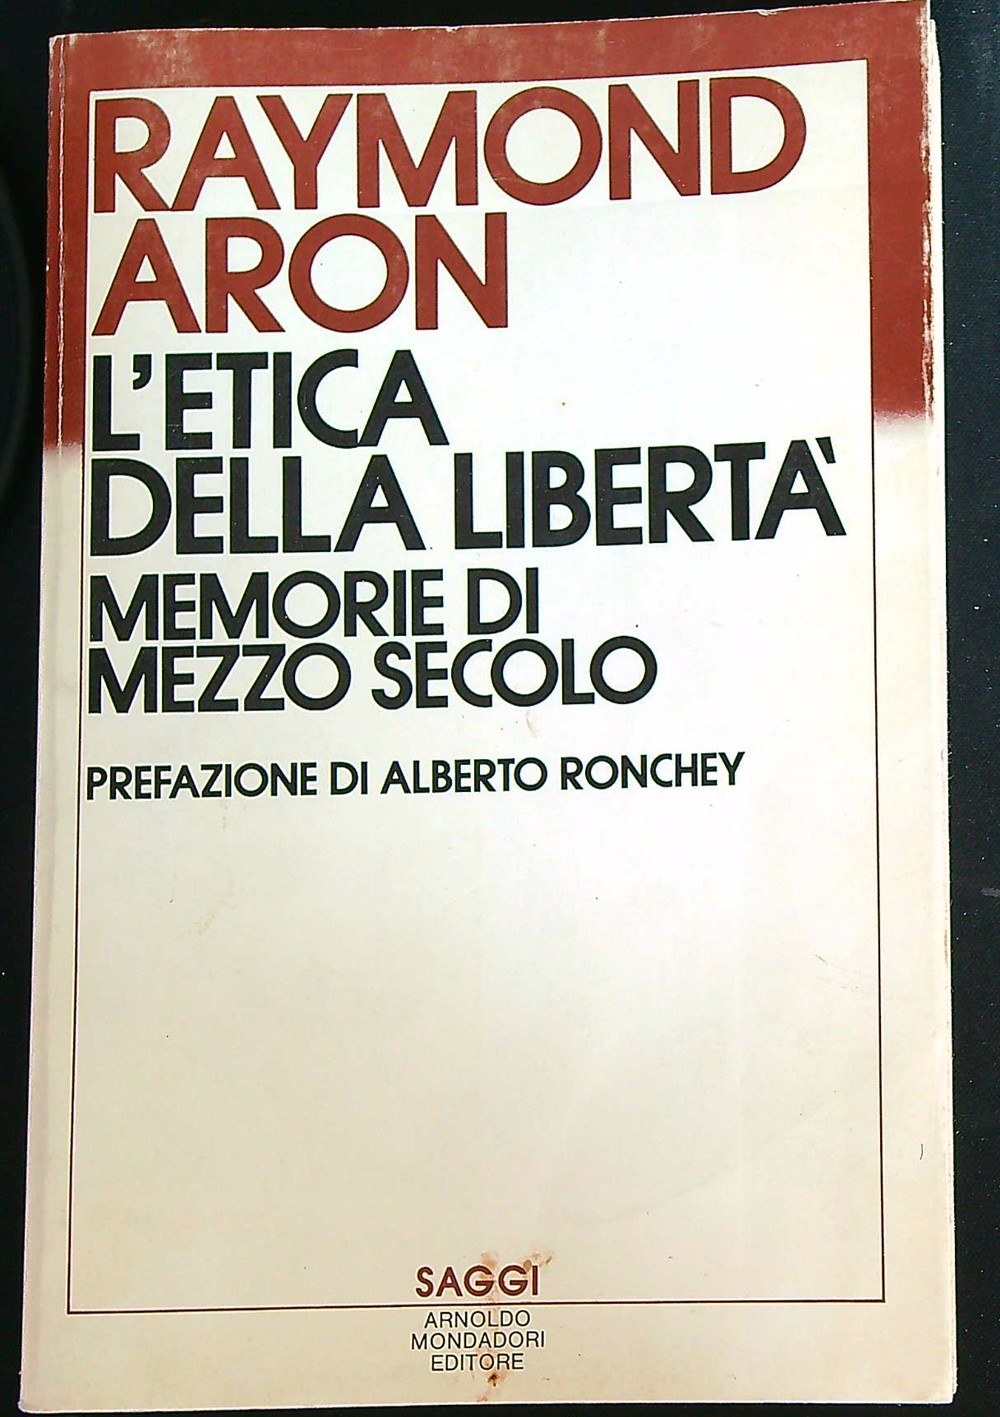 RAYMOND
ARON
L'ETICA
DELLA LIBERTÀ
MEMORIE DI
MEZZO SECOLO
PREFAZIONE DI ALBERTO RONCHEY
SAGGI
ARNOLDO
MONDADORI
EDITORE